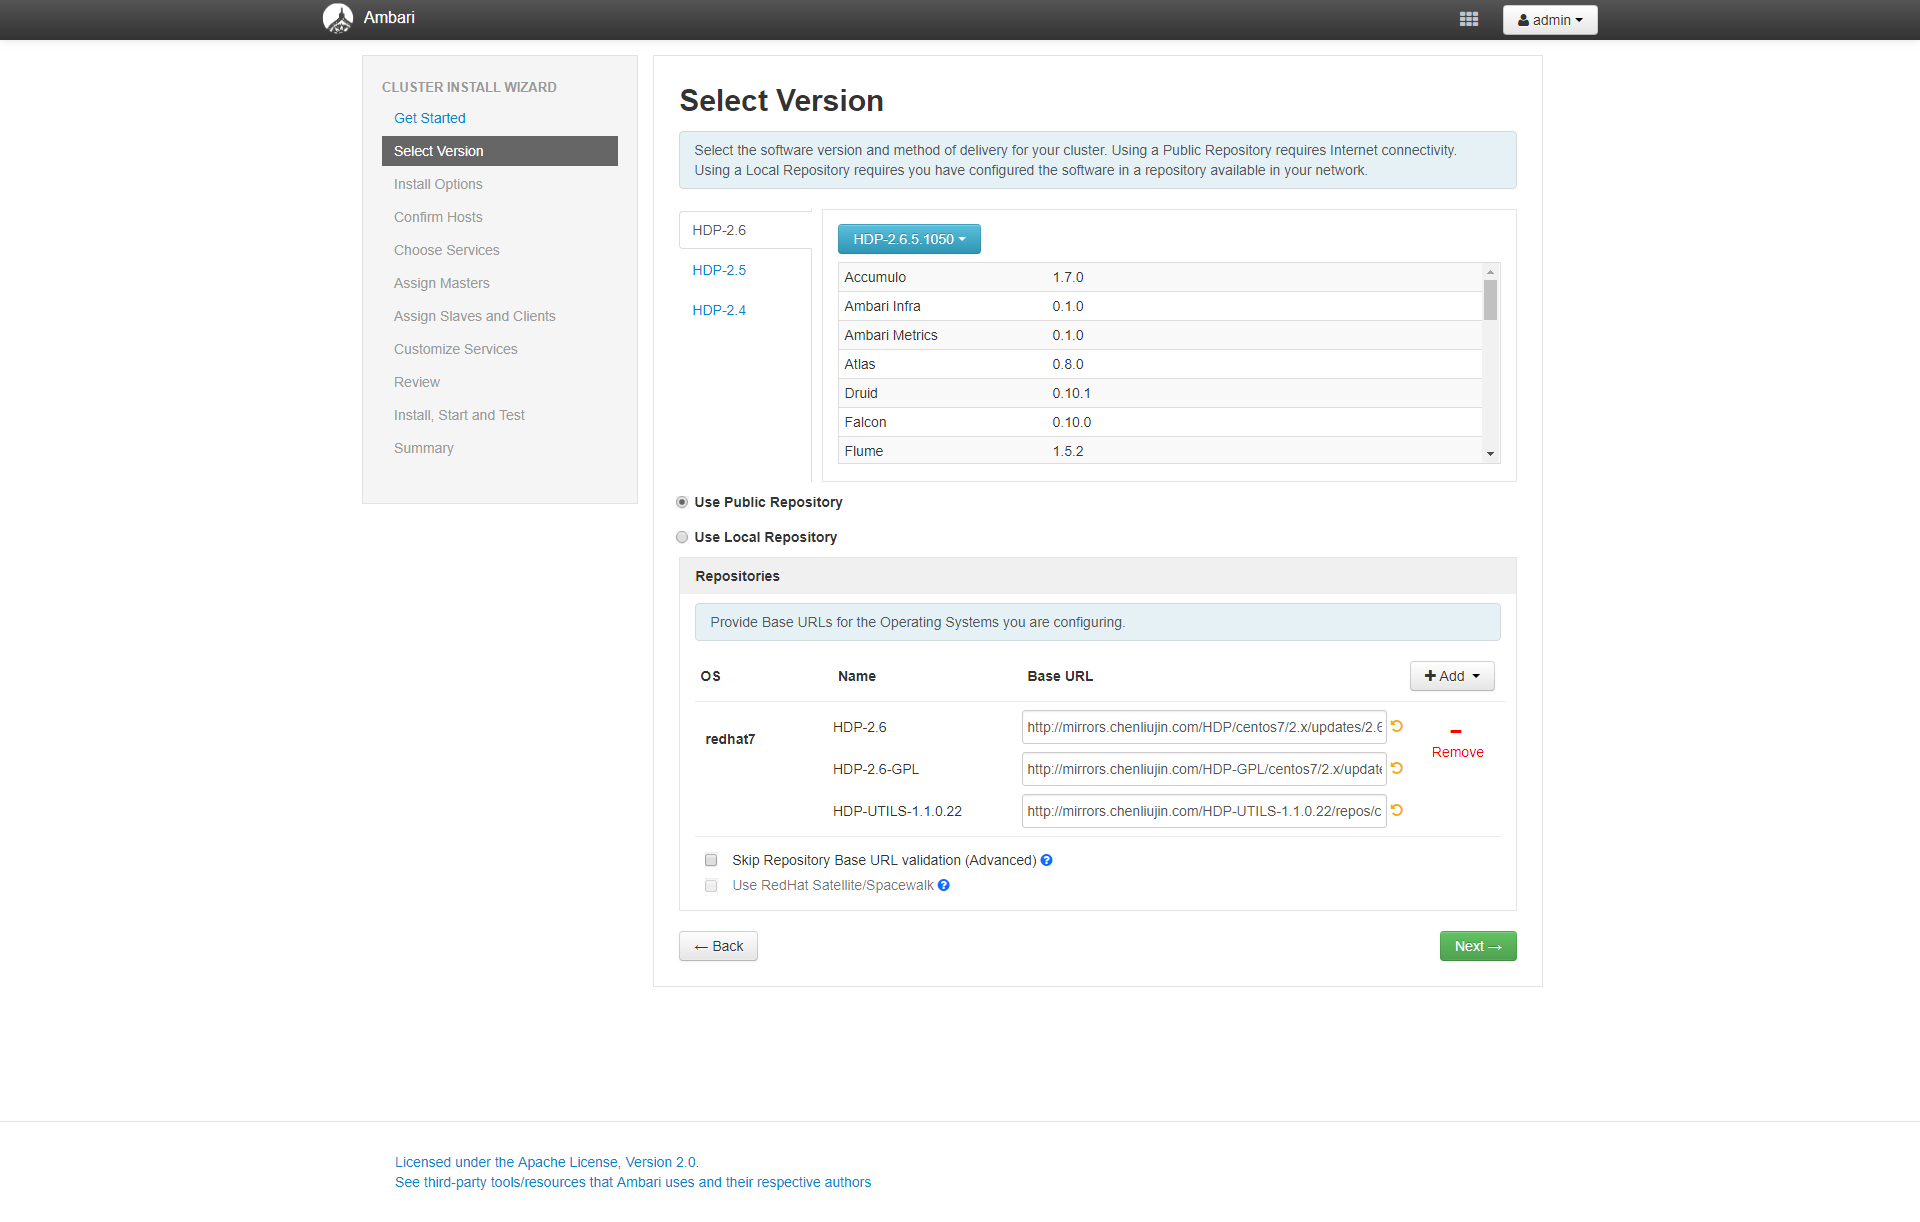 Ambari
admin
CLUSTER INSTALL WIZARD
Get Started
Select Version
Install Options
Confirm Hosts
Choose Services
Assign Masters
Assign Slaves and Clients
Customize Services
Review
Install, Start and Test
Summary
Select Version
Select the software version and method of delivery for your cluster. Using a Public Repository requires Internet connectivity.
Using a Local Repository requires you have configured the software in a repository available in your network.
HDP-2.6
HDP-2.5
HDP-2.4
HDP-2.6.5.1050
Accumulo 1.7.0
Ambari Infra 0.1.0
Ambari Metrics 0.1.0
Atlas 0.8.0
Druid 0.10.1
Falcon 0.10.0
Flume 1.5.2
Use Public Repository
Use Local Repository
Repositories
Provide Base URLs for the Operating Systems you are configuring.
OS Name Base URL + Add
redhat7
HDP-2.6 http://mirrors.chenliujin.com/HDP/centos7/2.x/updates/2.6
HDP-2.6-GPL http://mirrors.chenliujin.com/HDP-GPL/centos7/2.x/update
HDP-UTILS-1.1.0.22 http://mirrors.chenliujin.com/HDP-UTILS-1.1.0.22/repos/c
Remove
Skip Repository Base URL validation (Advanced) ?
Use RedHat Satellite/Spacewalk ?
← Back
Next →
Licensed under the Apache License, Version 2.0.
See third-party tools/resources that Ambari uses and their respective authors